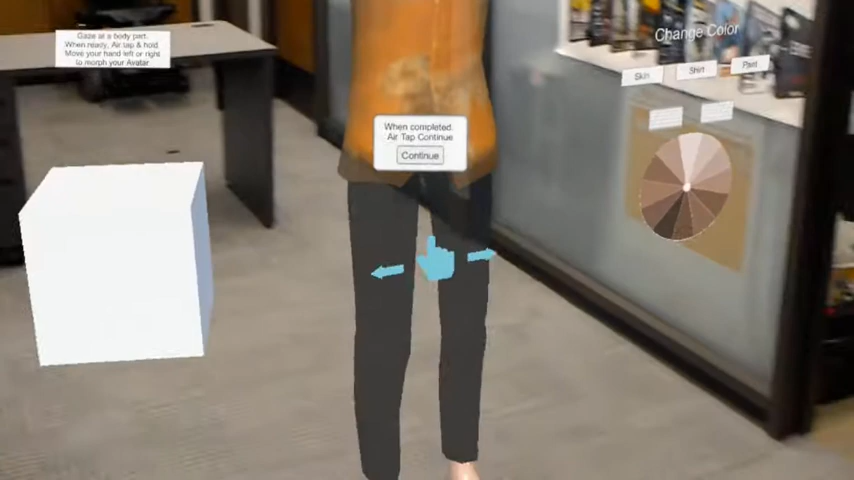 Gaze at a body part.
When ready, Air tap & hold
Move your hand left or right
to morph your Avatar.
When completed
Air Tap Continue
Continue
Change Color
Skin
Shirt
Pant